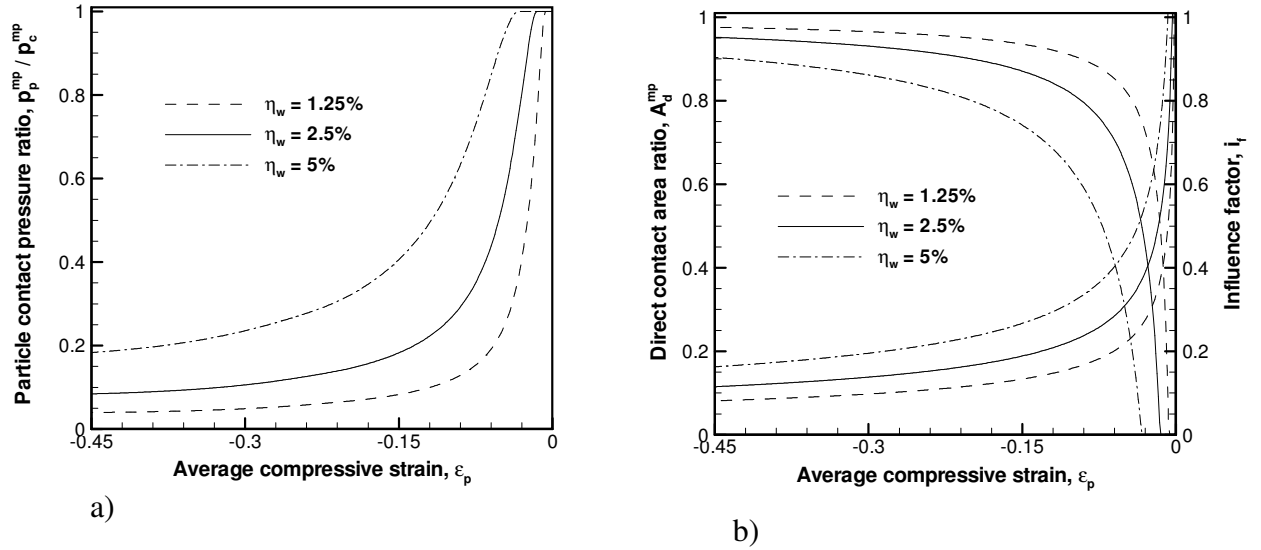 Particle contact pressure ratio, p_p^mp / p_c^mp
1
0.8
0.6
0.4
0.2
0
η_w = 1.25%
η_w = 2.5%
η_w = 5%
-0.45
-0.3
-0.15
0
Average compressive strain, ε_p
a)
Direct contact area ratio, A_d^mp
1
0.8
0.6
0.4
0.2
0
η_w = 1.25%
η_w = 2.5%
η_w = 5%
1
0.8
0.6
0.4
0.2
0
Influence factor, i_f
-0.45
-0.3
-0.15
0
Average compressive strain, ε_p
b)